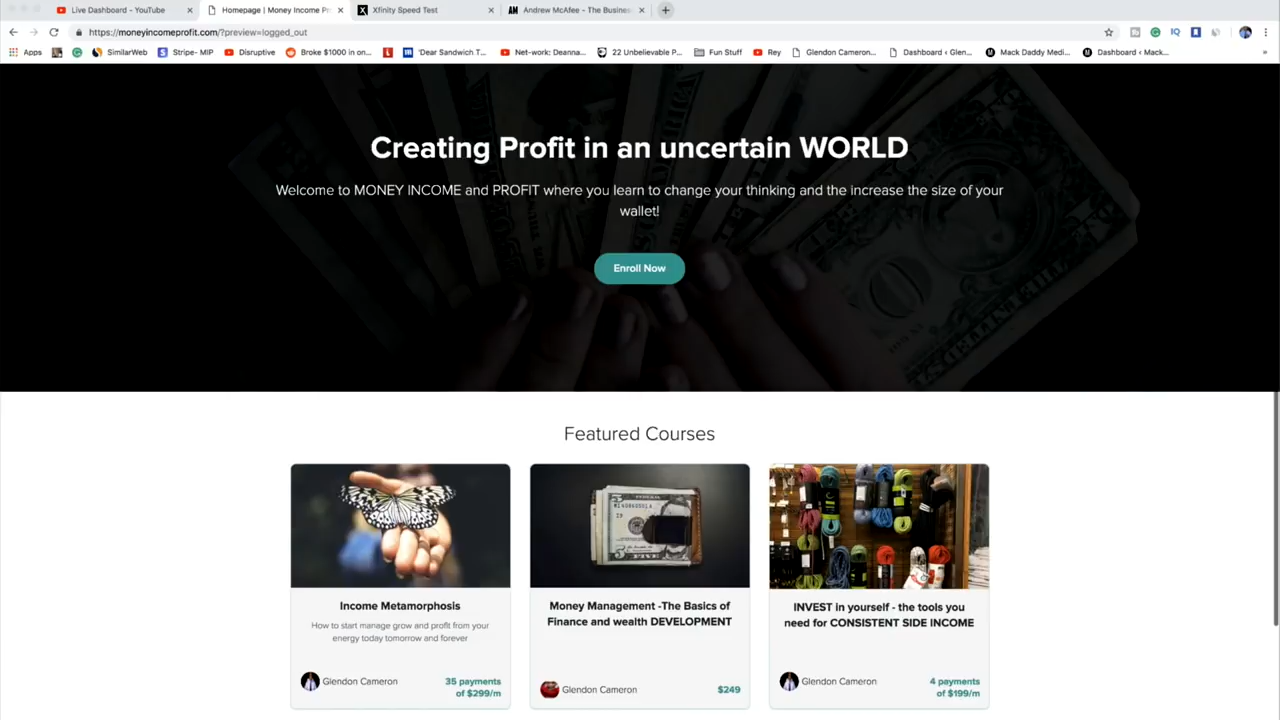 Live Dashboard - YouTube
Homepage | Money Income Pr
Xfinity Speed Test
Andrew McAfee - The Busines
https://moneyincomeprofit.com/?preview=logged_out
Apps
SimilarWeb
Stripe- MIP
Disruptive
Broke $1000 in on...
'Dear Sandwich T...
Net-work: Deanna...
22 Unbelievable P...
Fun Stuff
Rey
Glendon Cameron...
Dashboard ‹ Glen...
Mack Daddy Medi...
Dashboard ‹ Mack...
Creating Profit in an uncertain WORLD
Welcome to MONEY INCOME and PROFIT where you learn to change your thinking and the increase the size of your
wallet!
Enroll Now
Featured Courses
Income Metamorphosis
How to start manage grow and profit from your
energy today tomorrow and forever
Glendon Cameron
35 payments
of $299/m
Money Management -The Basics of
Finance and wealth DEVELOPMENT
Glendon Cameron
$249
INVEST in yourself - the tools you
need for CONSISTENT SIDE INCOME
Glendon Cameron
4 payments
of $199/m